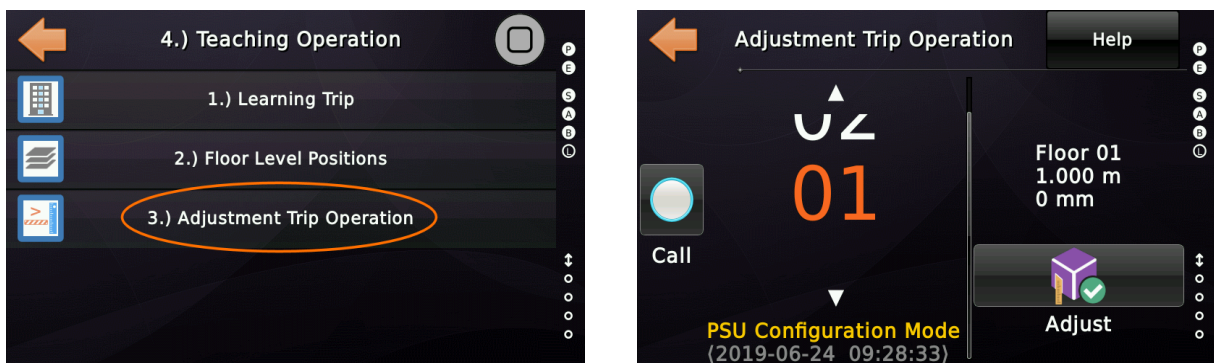 4.) Teaching Operation
1.) Learning Trip
2.) Floor Level Positions
3.) Adjustment Trip Operation
P
E
S
A
B
L
Adjustment Trip Operation
Help
02
01
Call
Floor 01
1.000 m
0 mm
Adjust
PSU Configuration Mode
(2019-06-24 09:28:33)
P
E
S
A
B
L